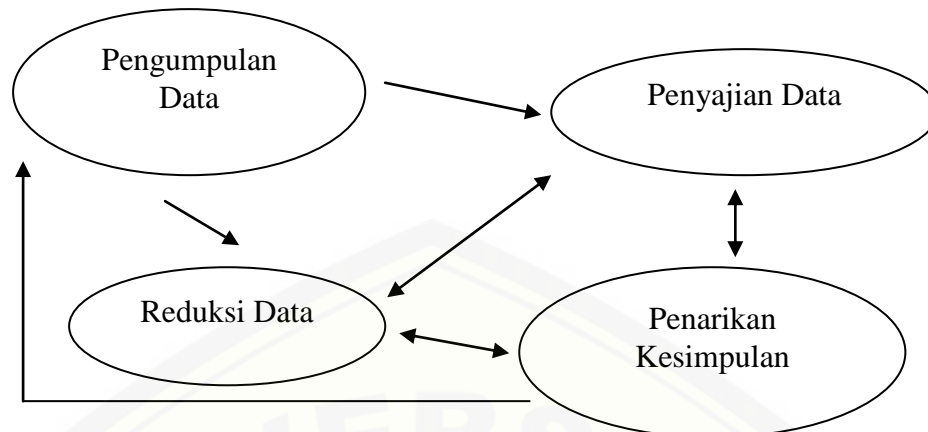 Pengumpulan
Data
Penyajian Data
Reduksi Data
Penarikan
Kesimpulan